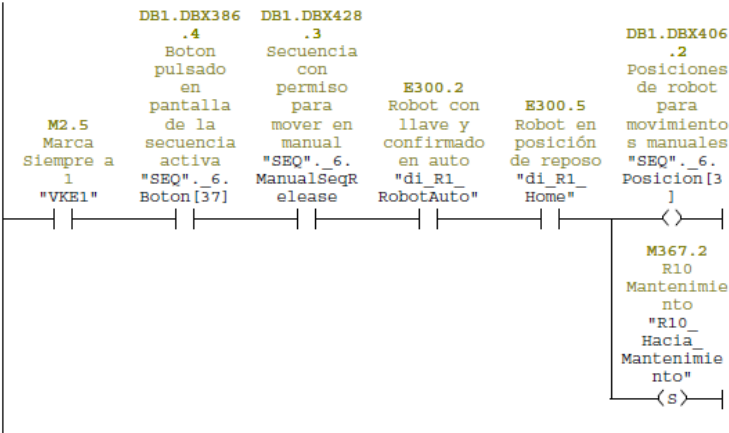 DB1.DBX386
.4
Boton
pulsado
en
pantalla
de la
secuencia
activa
"SEQ"._6.
Boton[37]
DB1.DBX428
.3
Secuencia
con
permiso
para
mover en
manual
"SEQ"._6.
ManualSeqR
elease
DB1.DBX406
.2
Posiciones
de robot
para
movimiento
s manuales
"SEQ"._6.
Posicion[3
]
M2.5
Marca
Siempre a
1
"VKE1"
E300.2
Robot con
llave y
confirmado
en auto
"di_R1_
RobotAuto"
E300.5
Robot en
posición
de reposo
"di_R1_
Home"
M367.2
R10
Mantenimie
nto
"R10_
Hacia_
Mantenimie
nto"
S